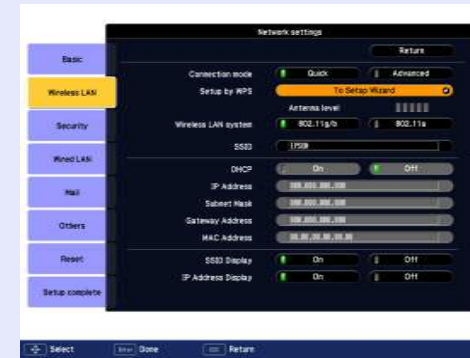 Network settings
Return
Basic
Wireless LAN
Security
Wired LAN
Mail
Others
Reset
Setup complete
Connection mode Quick Advanced
Setup by WPS To Setup Wizard
Antenna level
Wireless LAN system 802.11g/b 802.11a
SSID EPSON
DHCP On Off
IP Address
Subnet Mask
Gateway Address
MAC Address
SSID Display On Off
IP Address Display On Off
Select Enter Done ESC Return